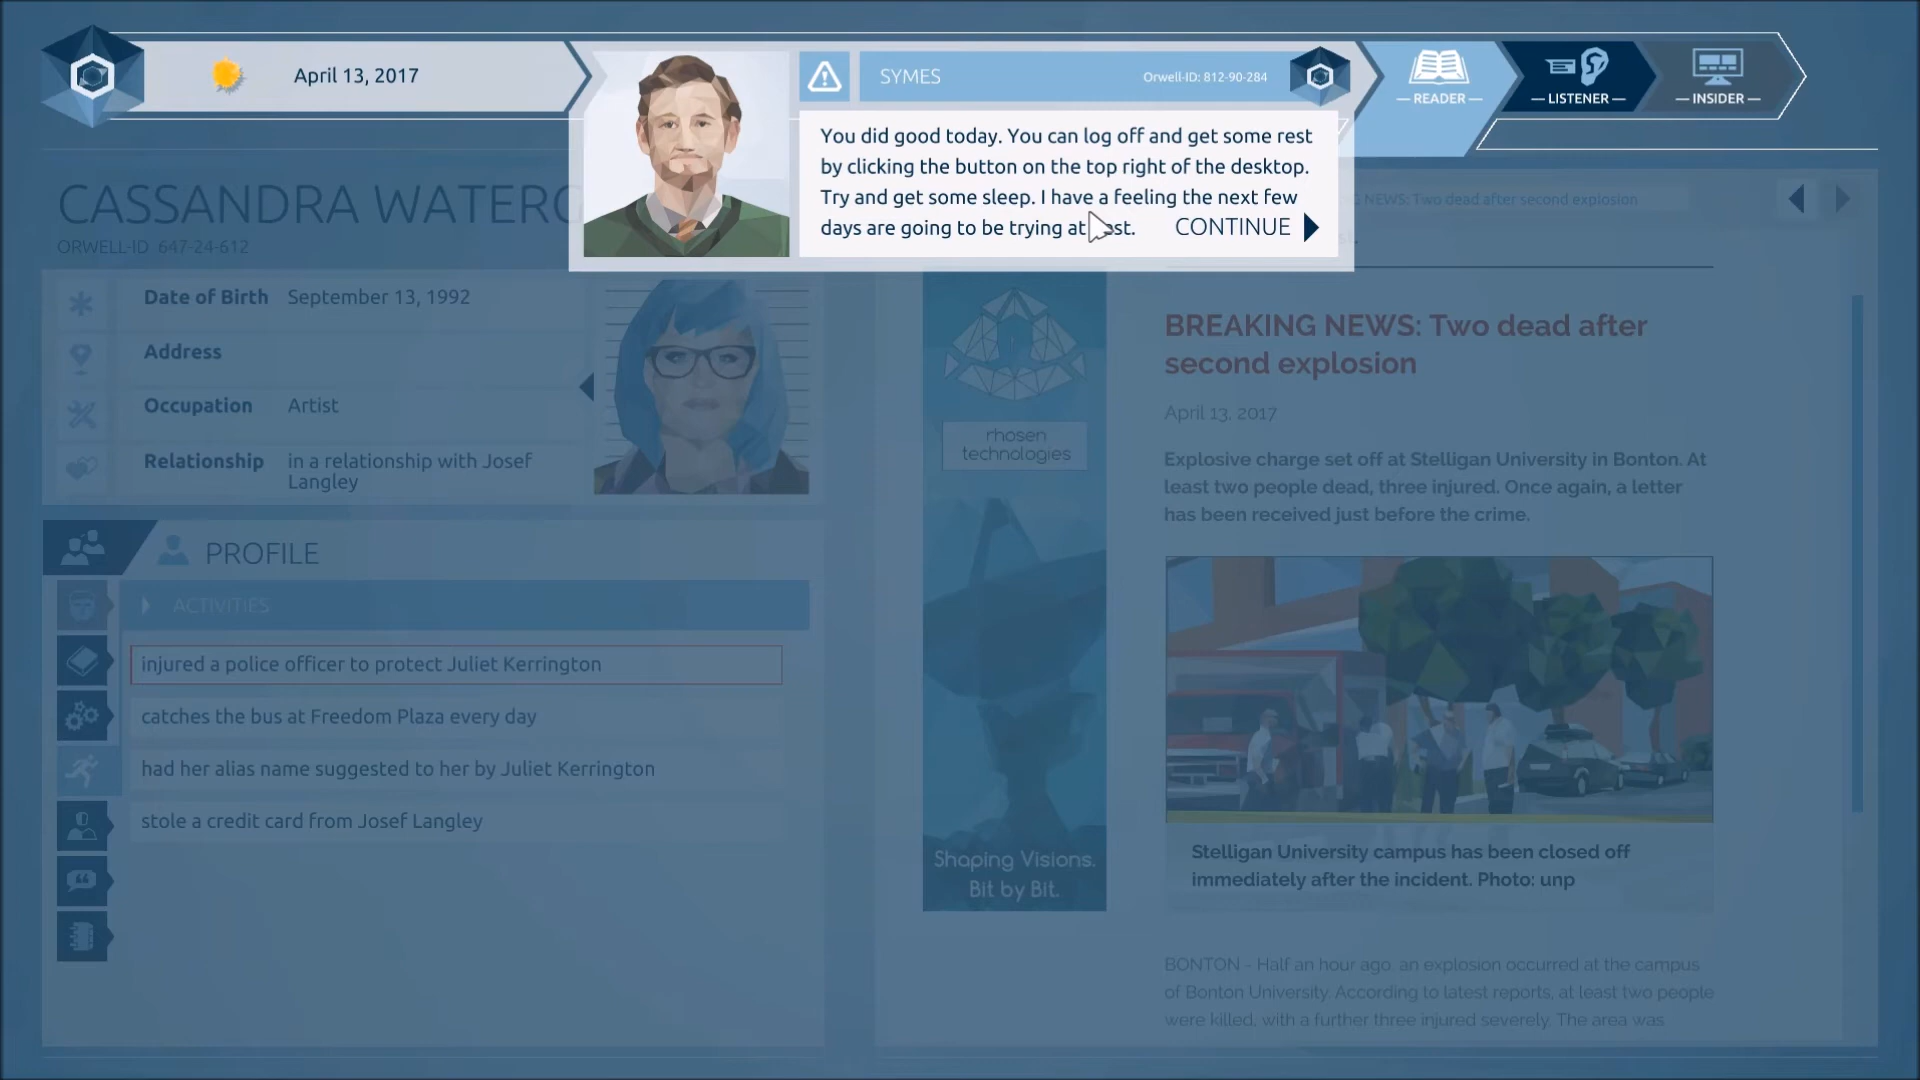 April 13, 2017
SYMES
Orwell-ID: 812-90-284
You did good today. You can log off and get some rest
by clicking the button on the top right of the desktop.
Try and get some sleep. I have a feeling the next few
days are going to be trying at
CONTINUE
READER
LISTENER
INSIDER
CASSANDRA
ORWELL-ID 647-24-612
Date of Birth September 13, 1992
Address
Occupation Artist
Relationship in a relationship with Josef
Langley
PROFILE
ACTIVITIES
injured a police officer to protect Juliet Kerrington
catches the bus at Freedom Plaza every day
had her alias name suggested to her by Juliet Kerrington
stole a credit card from Josef Langley
NEWS: Two dead after second explosion
rhosen
technologies
Shaping Visions.
Bit by Bit.
BREAKING NEWS: Two dead after
second explosion
April 13, 2017
Explosive charge set off at Stelligan University in Bonton. At
least two people dead, three injured. Once again, a letter
has been received just before the crime.
Stelligan University campus has been closed off
immediately after the incident. Photo: unp
BONTON - Half an hour ago, an explosion occurred at the campus
of Bonton University. According to latest reports, at least two people
were killed, with a further three injured severely. The area was